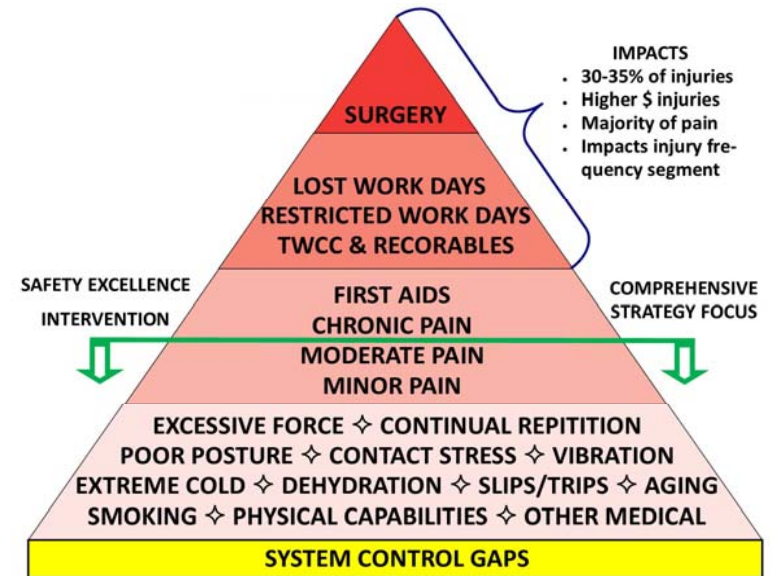 SURGERY
IMPACTS
• 30-35% of injuries
• Higher $ injuries
• Majority of pain
• Impacts injury fre-
quency segment
LOST WORK DAYS
RESTRICTED WORK DAYS
TWCC & RECORABLES
SAFETY EXCELLENCE
INTERVENTION
FIRST AIDS
CHRONIC PAIN
MODERATE PAIN
MINOR PAIN
COMPREHENSIVE
STRATEGY FOCUS
EXCESSIVE FORCE ✧ CONTINUAL REPITITION
POOR POSTURE ✧ CONTACT STRESS ✧ VIBRATION
EXTREME COLD ✧ DEHYDRATION ✧ SLIPS/TRIPS ✧ AGING
SMOKING ✧ PHYSICAL CAPABILITIES ✧ OTHER MEDICAL
SYSTEM CONTROL GAPS